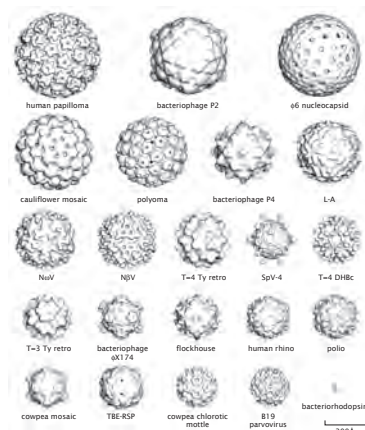 human papilloma bacteriophage P2 ϕ6 nucleocapsid
cauliflower mosaic polyoma bacteriophage P4 L-A
NωV NβV T=4 Ty retro SpV-4 T=4 DHBc
T=3 Ty retro bacteriophage flockhouse human rhino polio
ϕX174
cowpea mosaic TBE-RSP cowpea chlorotic B19 bacteriorhodopsin
mottle parvovirus